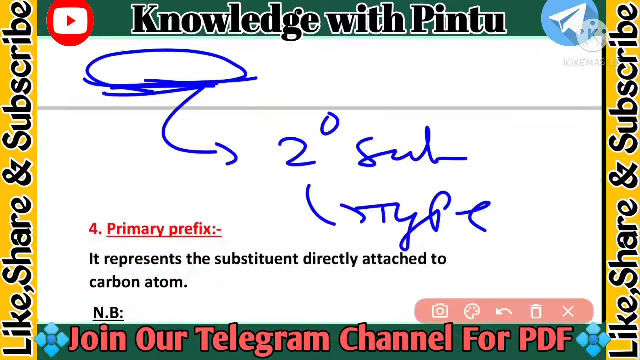 Knowledge with Pintu
KINEMASTER
Like,Share & Subscribe
Like,Share & Subscribe
2° sub
type
4. Primary prefix:-
It represents the substituent directly attached to
carbon atom.
N.B:
Join Our Telegram Channel For PDF